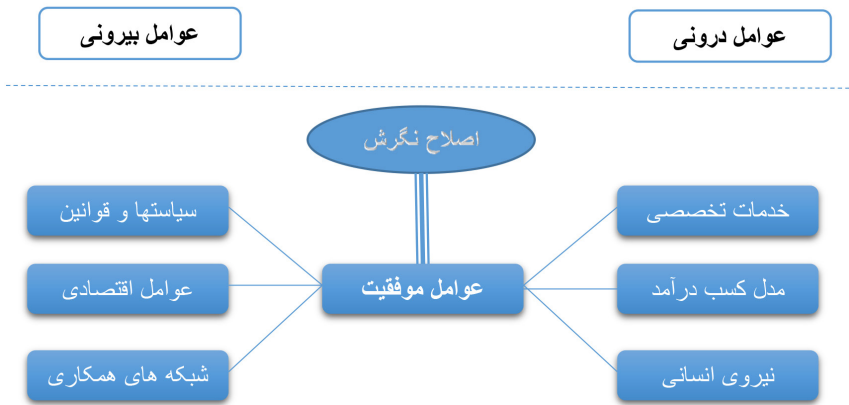 عوامل درونی
عوامل بیرونی
اصلاح نگرش
خدمات تخصصی
سیاستها و قوانین
مدل کسب درآمد
عوامل موفقیت
عوامل اقتصادی
نیروی انسانی
شبکه های همکاری